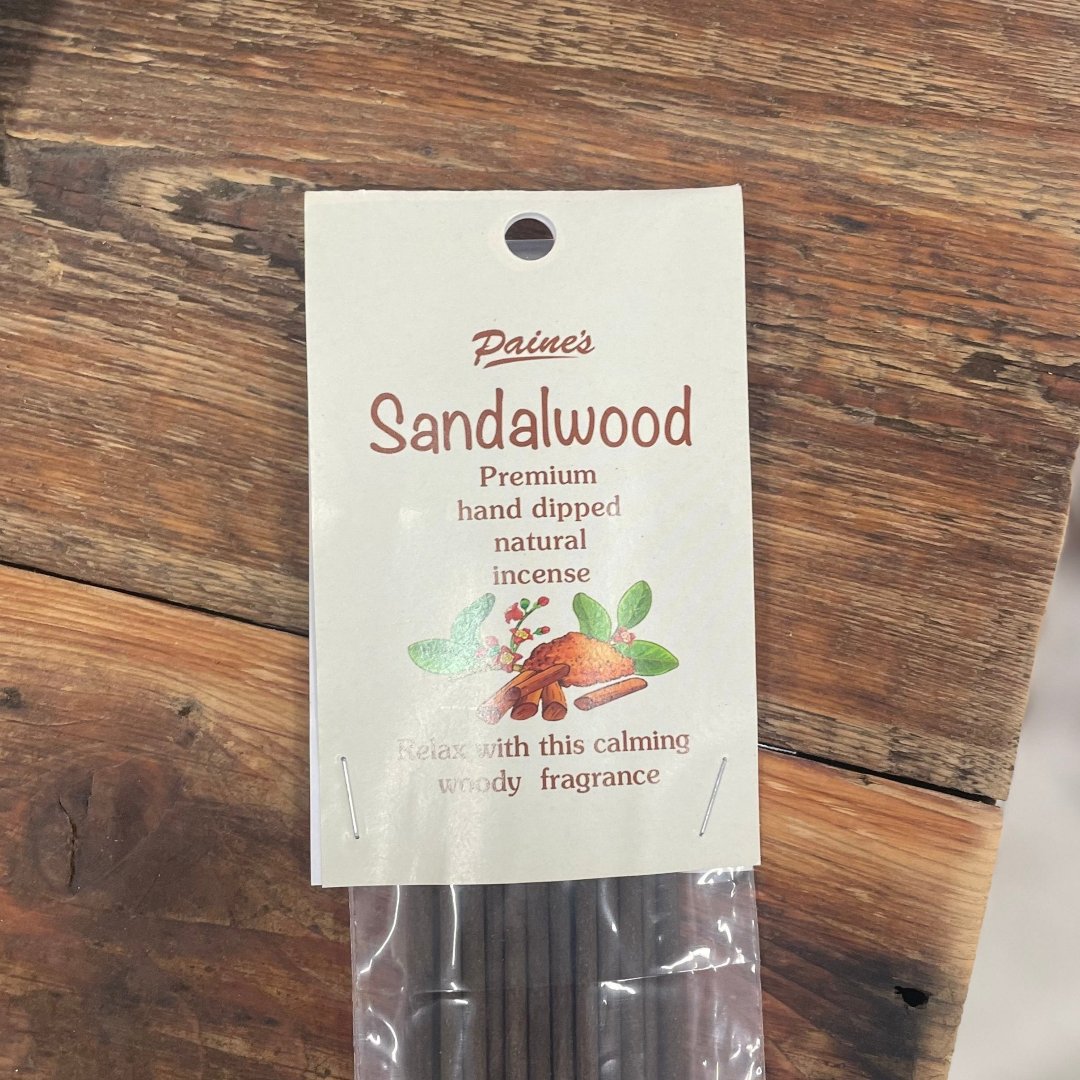 Paine's
Sandalwood
Premium
hand dipped
natural
incense
Relax with this calming
woody fragrance